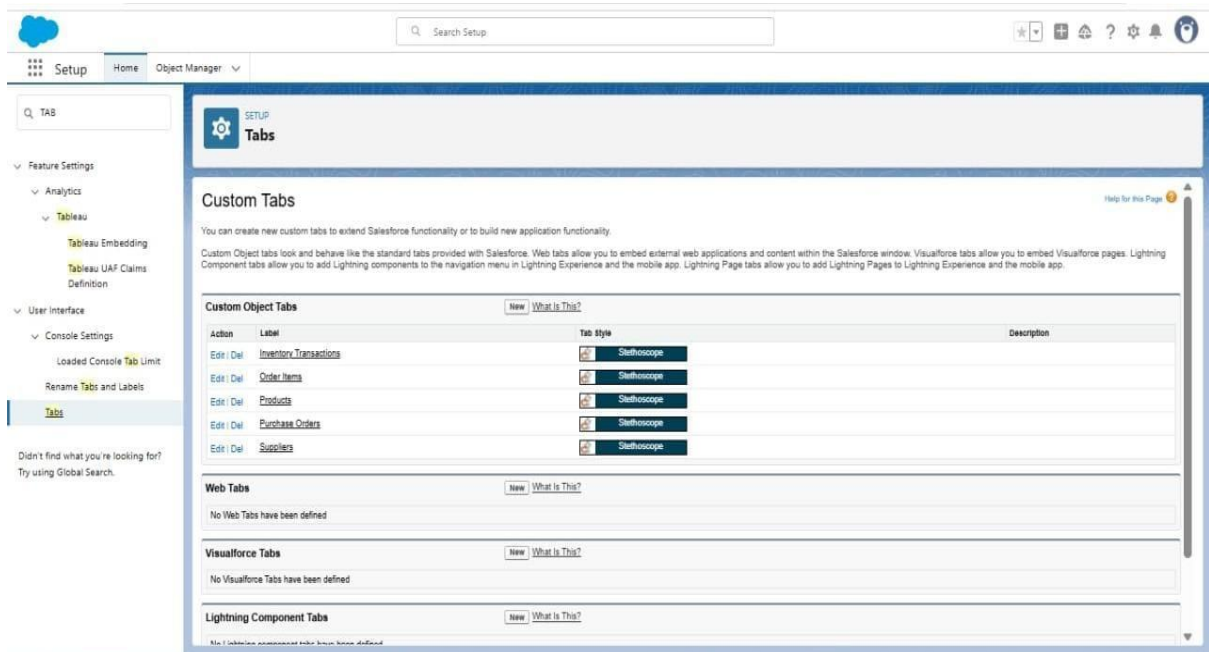 Search Setup
Setup
Home
Object Manager
TAB
Feature Settings
Analytics
Tableau
Tableau Embedding
Tableau UAF Claims
Definition
User Interface
Console Settings
Loaded Console Tab Limit
Rename Tabs and Labels
Tabs
Didn't find what you're looking for?
Try using Global Search.
SETUP
Tabs
Custom Tabs
Help for this Page
You can create new custom tabs to extend Salesforce functionality or to build new application functionality.
Custom Object tabs look and behave like the standard tabs provided with Salesforce. Web tabs allow you to embed external web applications and content within the Salesforce window. Visualforce tabs allow you to embed Visualforce pages. Lightning
Component tabs allow you to add Lightning components to the navigation menu in Lightning Experience and the mobile app. Lightning Page tabs allow you to add Lightning Pages to Lightning Experience and the mobile app.
Custom Object Tabs New What Is This?
Action Label Tab Style Description
Edit | Del Inventory Transactions Stethoscope
Edit | Del Order Items Stethoscope
Edit | Del Products Stethoscope
Edit | Del Purchase Orders Stethoscope
Edit | Del Suppliers Stethoscope
Web Tabs New What Is This?
No Web Tabs have been defined
Visualforce Tabs New What Is This?
No Visualforce Tabs have been defined
Lightning Component Tabs New What Is This?
No Lightning component tabs have been defined